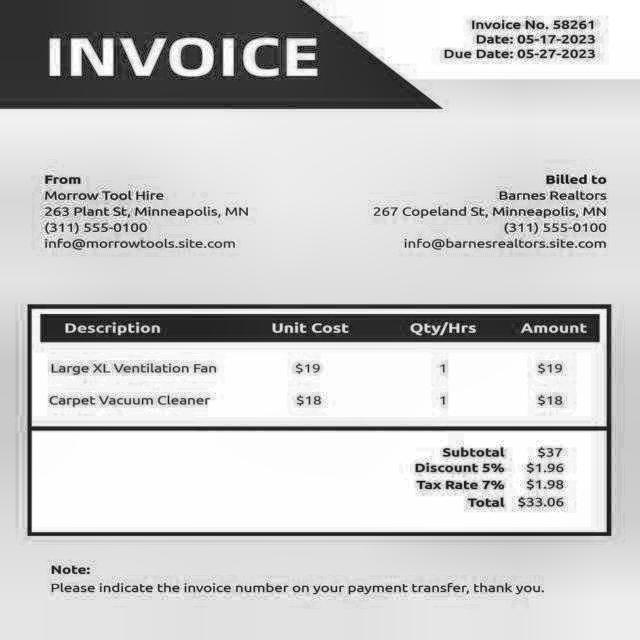 INVOICE
Invoice No. 58261
Date: 05-17-2023
Due Date: 05-27-2023
From
Morrow Tool Hire
263 Plant St, Minneapolis, MN
(311) 555-0100
info@morrowtools.site.com
Billed to
Barnes Realtors
267 Copeland St, Minneapolis, MN
(311) 555-0100
info@barnesrealtors.site.com
Description Unit Cost Qty/Hrs Amount
Large XL Ventilation Fan $19 1 $19
Carpet Vacuum Cleaner $18 1 $18
Subtotal $37
Discount 5% $1.96
Tax Rate 7% $1.98
Total $33.06
Note:
Please indicate the invoice number on your payment transfer, thank you.